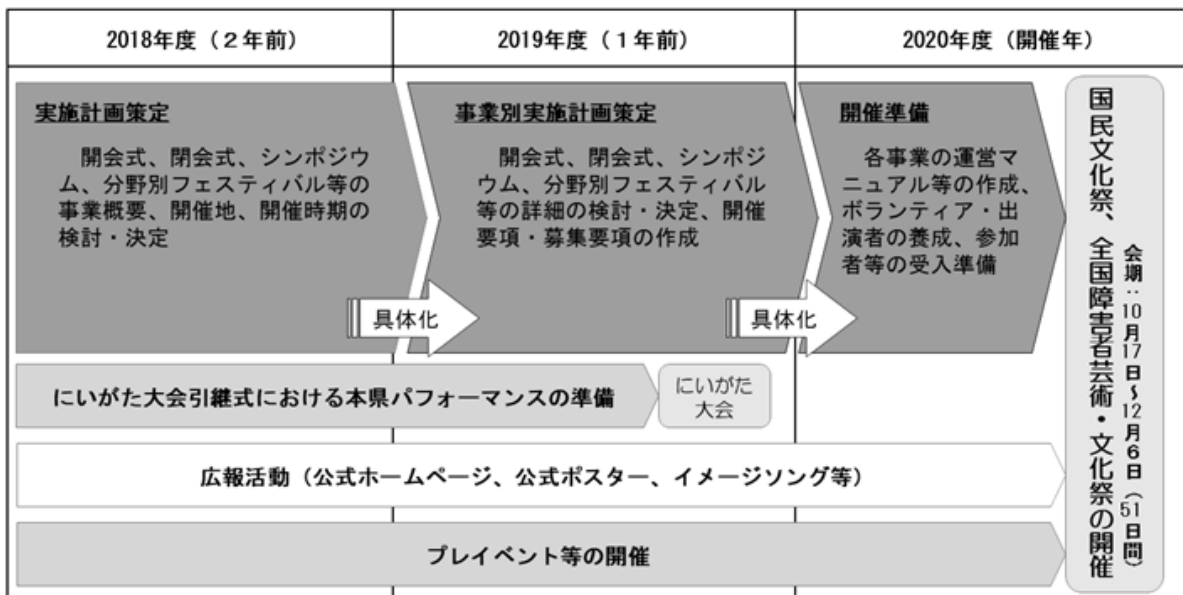 2018年度(２年前)
2019年度(１年前)
2020年度(開催年)
実施計画策定
開会式、閉会式、シンポジウ
ム、分野別フェスティバル等の
事業概要、開催地、開催時期の
検討・決定
事業別実施計画策定
開会式、閉会式、シンポジ
ウム、分野別フェスティバル
等の詳細の検討・決定、開催
要項・募集要項の作成
開催準備
各事業の運営マ
ニュアル等の作成、
ボランティア・出
演者の養成、参加
者等の受入準備
具体化
具体化
にいがた大会引継式における本県パフォーマンスの準備
にいがた
大会
広報活動（公式ホームページ、公式ポスター、イメージソング等）
プレイベント等の開催
国民文化祭、全国障害者芸術・文化祭の開催
会期：10月17日～12月6日（51日間）